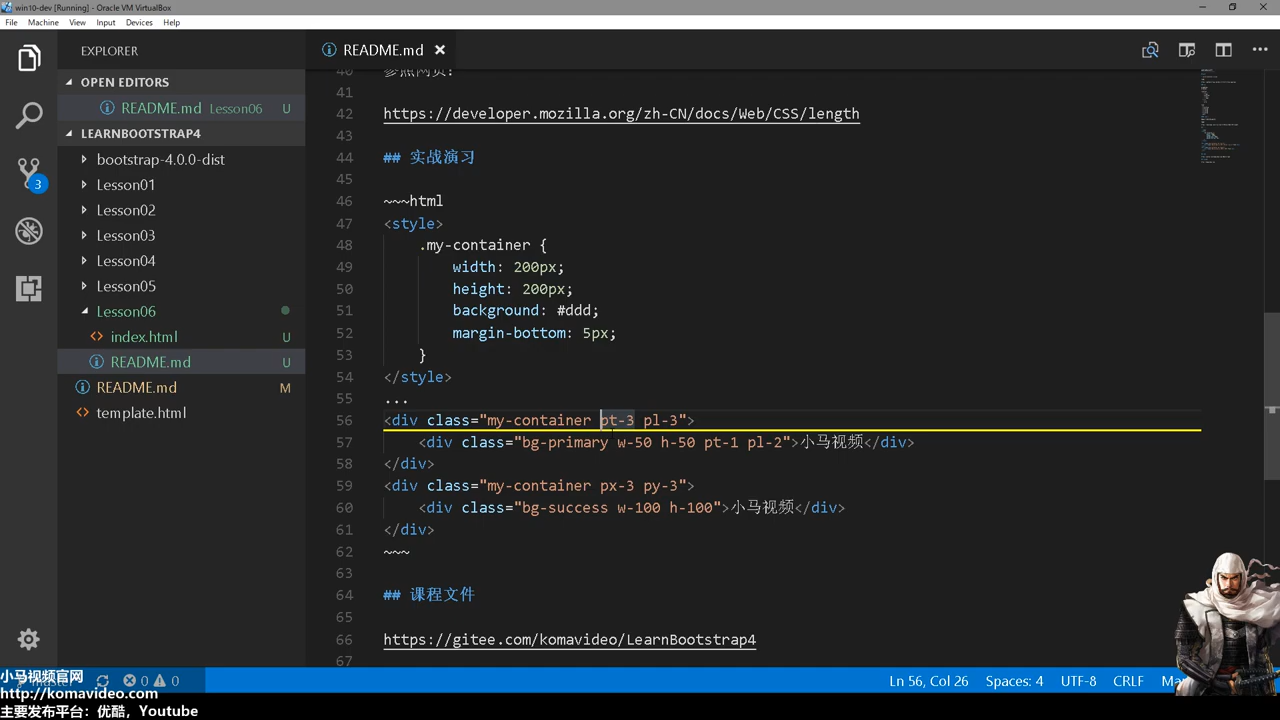 win10-dev [Running] - Oracle VM VirtualBox
File Machine View Input Devices Help
EXPLORER
README.md
OPEN EDITORS
README.md Lesson06 U
LEARNBOOTSTRAP4
bootstrap-4.0.0-dist
Lesson01
Lesson02
Lesson03
Lesson04
Lesson05
Lesson06
index.html U
README.md U
README.md M
template.html
3
40 参照网页:
41
42 https://developer.mozilla.org/zh-CN/docs/Web/CSS/length
43
44 ## 实战演习
45
46 ~~~html
47 <style>
48 .my-container {
49 width: 200px;
50 height: 200px;
51 background: #ddd;
52 margin-bottom: 5px;
53 }
54 </style>
55 ...
56 <div class="my-container pt-3 pl-3">
57 <div class="bg-primary w-50 h-50 pt-1 pl-2">小马视频</div>
58 </div>
59 <div class="my-container px-3 py-3">
60 <div class="bg-success w-100 h-100">小马视频</div>
61 </div>
62 ~~~
63
64 ## 课程文件
65
66 https://gitee.com/komavideo/LearnBootstrap4
67
小马视频官网
http://komavideo.com
主要发布平台：优酷，Youtube
0 0
Ln 56, Col 26 Spaces: 4 UTF-8 CRLF